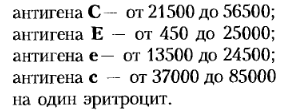 антигена С — от 21500 до 56500;
антигена Е — от 450 до 25000;
антигена е— от 13500 до 24500;
антигена с — от 37000 до 85000
на один эритроцит.